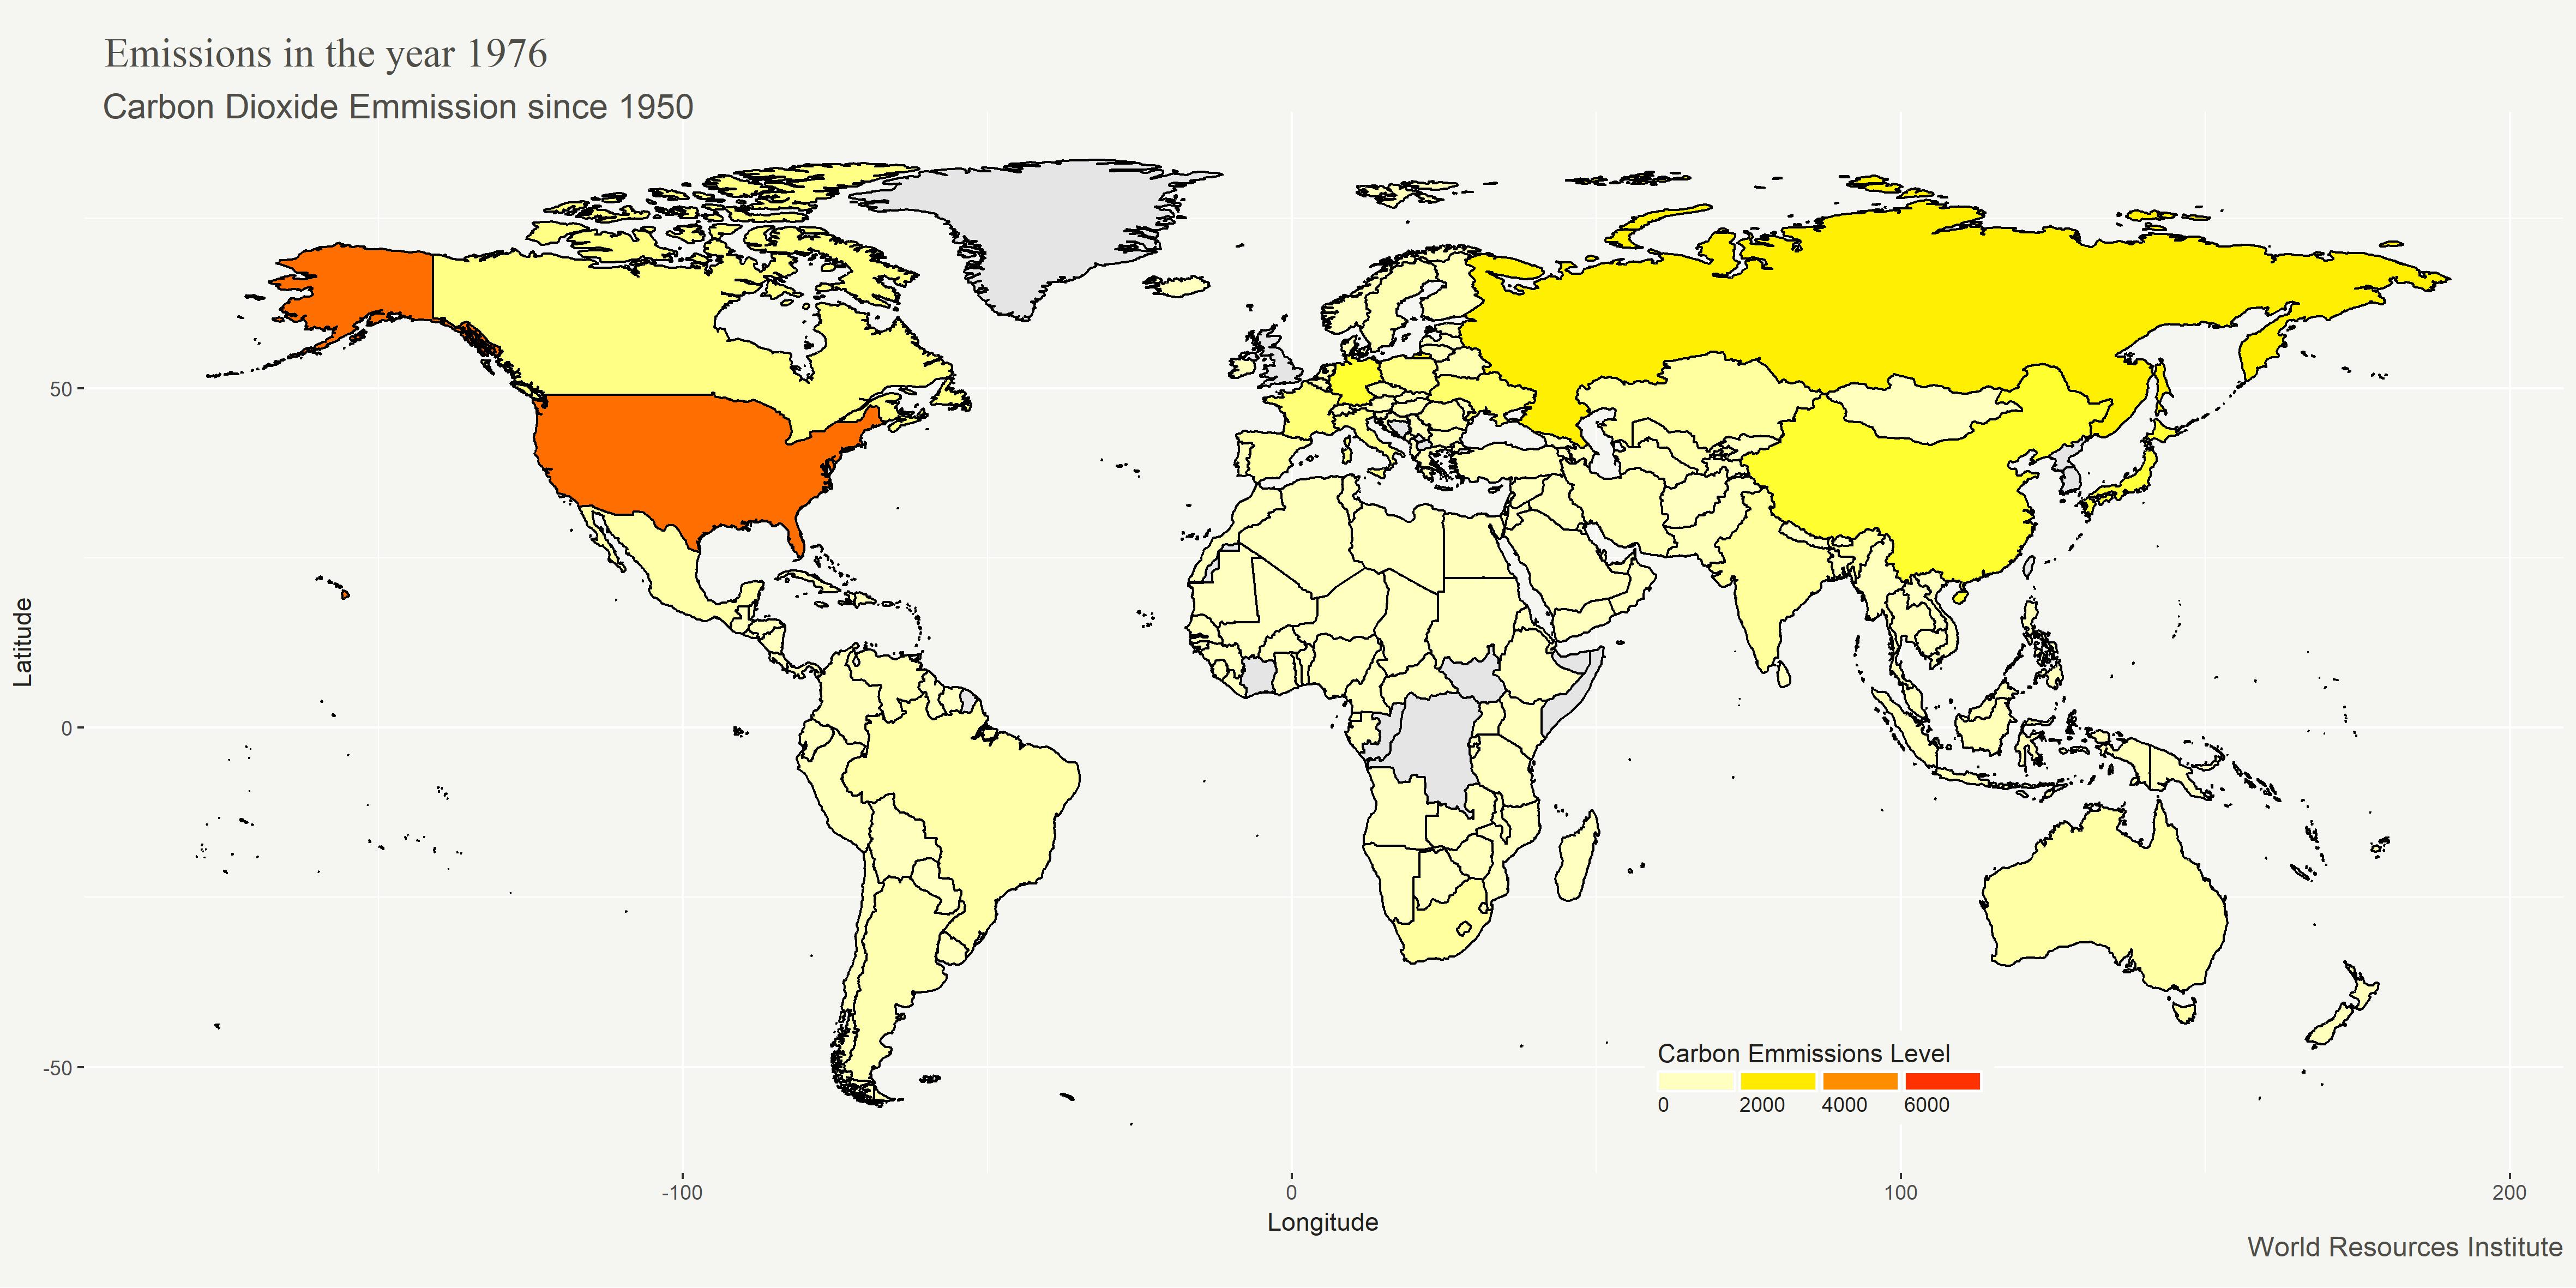 Emissions in the year 1976
Carbon Dioxide Emmission since 1950
Latitude
50
0
-50
Carbon Emmissions Level
0 2000 4000 6000
-100 0 100 200
Longitude
World Resources Institute